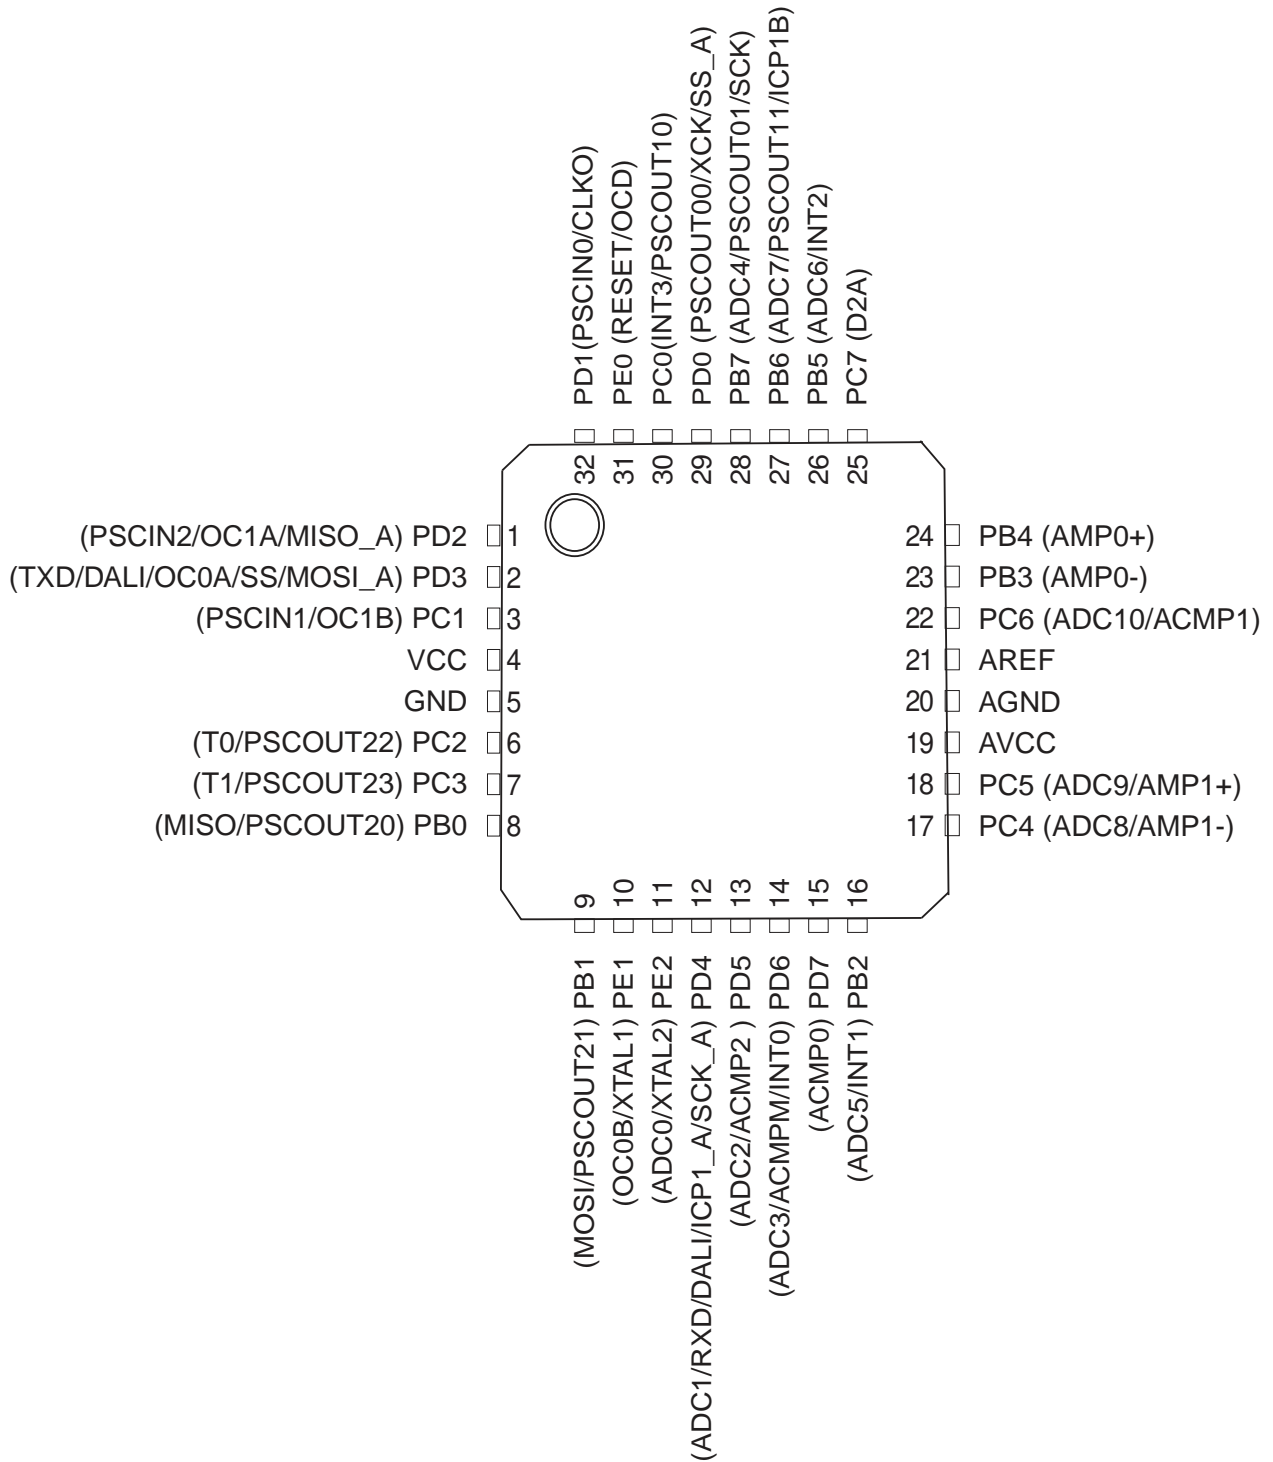 PD1(PSCIN0/CLKO)
PE0 (RESET/OCD)
PC0(INT3/PSCOUT10)
PD0 (PSCOUT00/XCK/SS_A)
PB7 (ADC4/PSCOUT01/SCK)
PB6 (ADC7/PSCOUT11/ICP1B)
PB5 (ADC6/INT2)
PC7 (D2A)
32
31
30
29
28
27
26
25
(PSCIN2/OC1A/MISO_A) PD2 1
(TXD/DALI/OC0A/SS/MOSI_A) PD3 2
(PSCIN1/OC1B) PC1 3
VCC 4
GND 5
(T0/PSCOUT22) PC2 6
(T1/PSCOUT23) PC3 7
(MISO/PSCOUT20) PB0 8
24 PB4 (AMP0+)
23 PB3 (AMP0-)
22 PC6 (ADC10/ACMP1)
21 AREF
20 AGND
19 AVCC
18 PC5 (ADC9/AMP1+)
17 PC4 (ADC8/AMP1-)
9
10
11
12
13
14
15
16
(MOSI/PSCOUT21) PB1
(OC0B/XTAL1) PE1
(ADC0/XTAL2) PE2
(ADC1/RXD/DALI/ICP1_A/SCK_A) PD4
(ADC2/ACMP2 ) PD5
(ADC3/ACMPM/INT0) PD6
(ACMP0) PD7
(ADC5/INT1) PB2